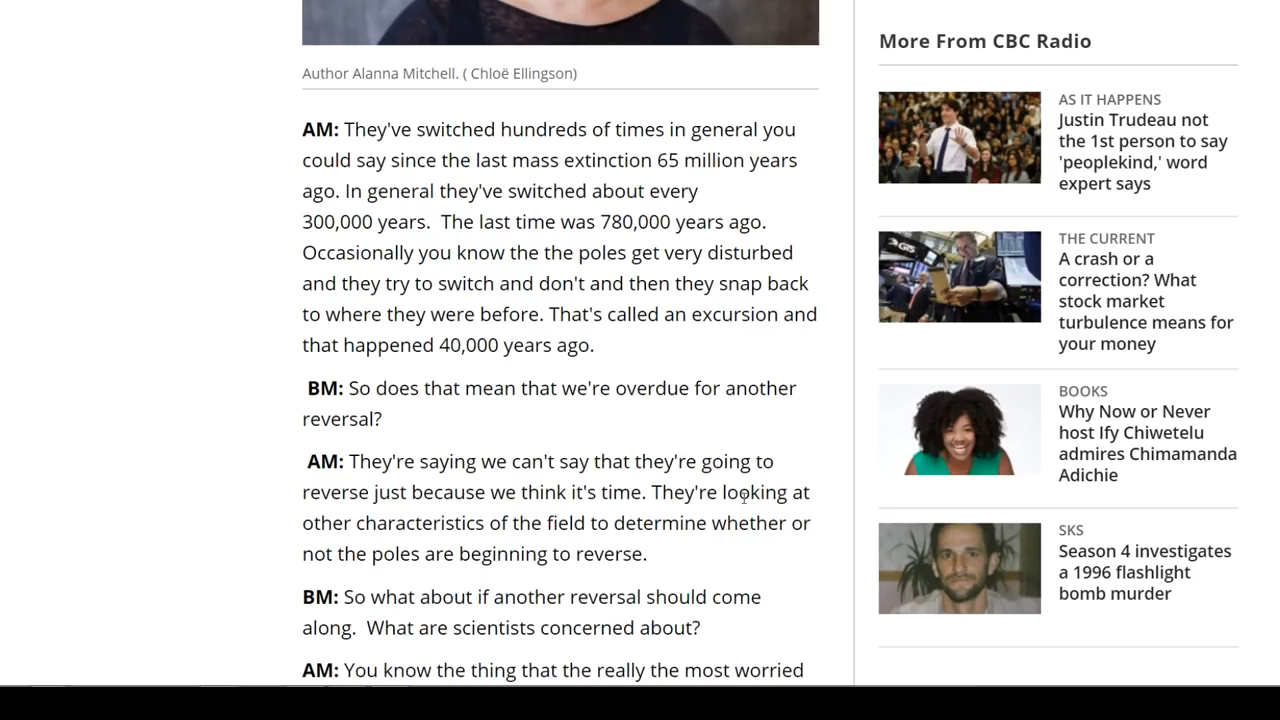 Author Alanna Mitchell. ( Chloë Ellingson)
AM: They've switched hundreds of times in general you
could say since the last mass extinction 65 million years
ago. In general they've switched about every
300,000 years.  The last time was 780,000 years ago.
Occasionally you know the the poles get very disturbed
and they try to switch and don't and then they snap back
to where they were before. That's called an excursion and
that happened 40,000 years ago.
BM: So does that mean that we're overdue for another
reversal?
AM: They're saying we can't say that they're going to
reverse just because we think it's time. They're looking at
other characteristics of the field to determine whether or
not the poles are beginning to reverse.
BM: So what about if another reversal should come
along.  What are scientists concerned about?
AM: You know the thing that the really the most worried
More From CBC Radio
AS IT HAPPENS
Justin Trudeau not
the 1st person to say
'peoplekind,' word
expert says
GTS
THE CURRENT
A crash or a
correction? What
stock market
turbulence means for
your money
BOOKS
Why Now or Never
host Ify Chiwetelu
admires Chimamanda
Adichie
SKS
Season 4 investigates
a 1996 flashlight
bomb murder